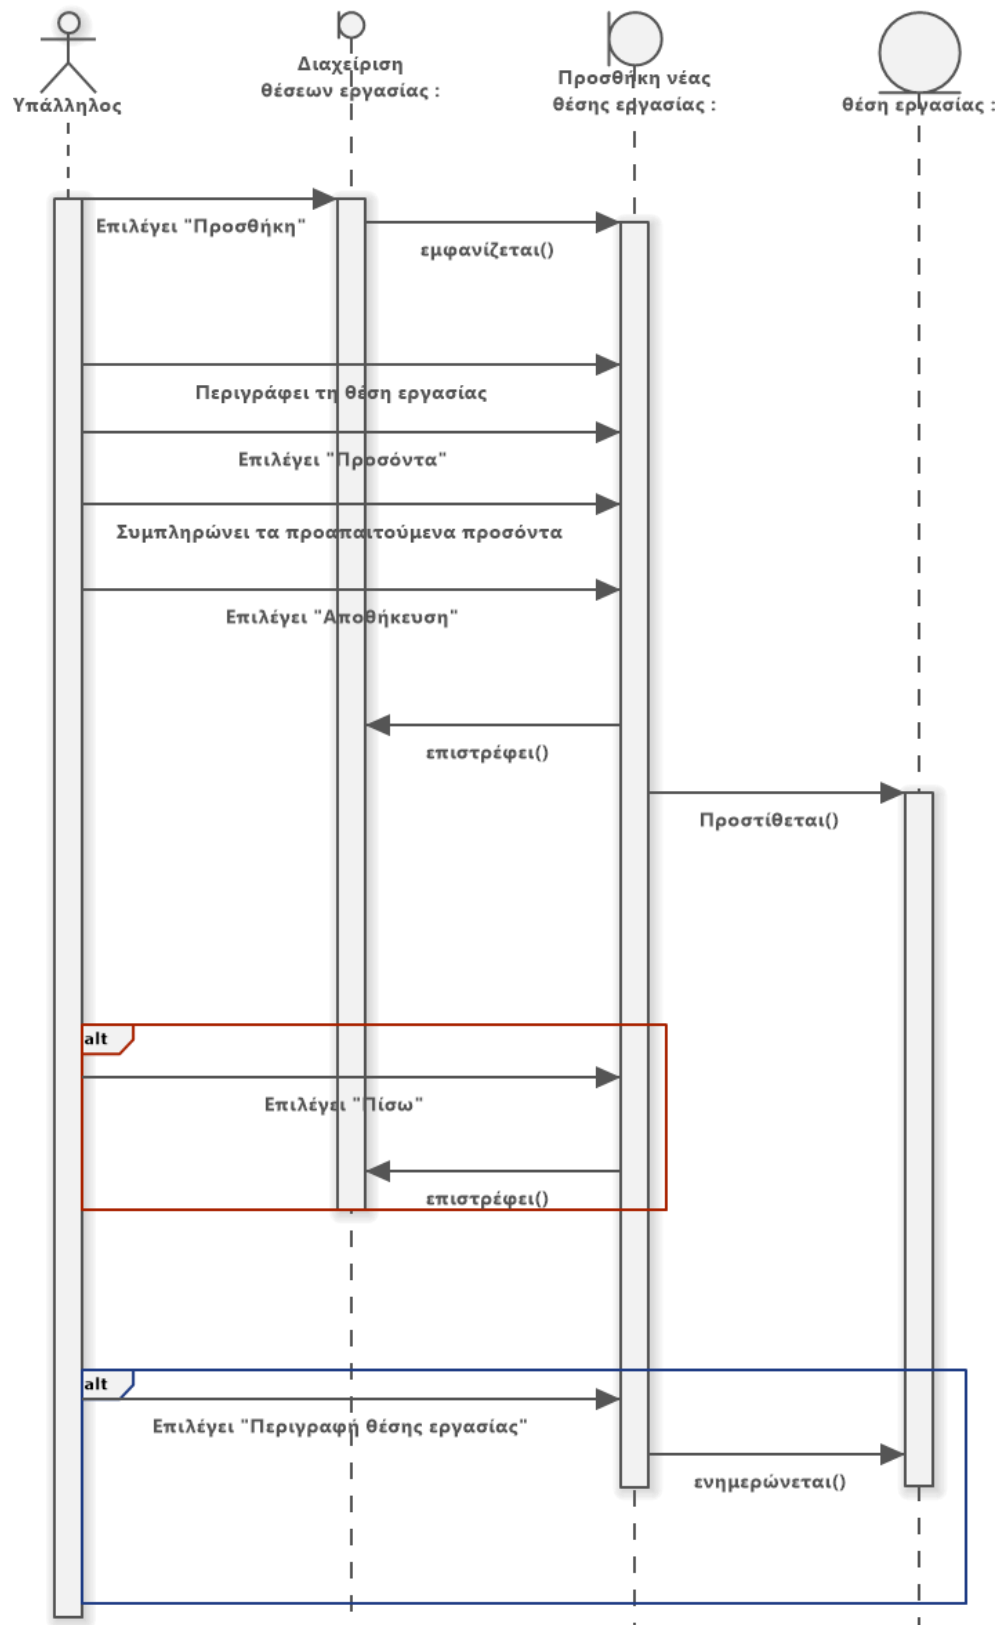 Υπάλληλος
Διαχείριση
θέσεων εργασίας :
Προσθήκη νέας
θέσης εργασίας :
θέση εργασίας :
Επιλέγει "Προσθήκη"
εμφανίζεται()
Περιγράφει τη θέση εργασίας
Επιλέγει "Προσόντα"
Συμπληρώνει τα προαπαιτούμενα προσόντα
Επιλέγει "Αποθήκευση"
επιστρέφει()
Προστίθεται()
alt
Επιλέγει "Πίσω"
επιστρέφει()
alt
Επιλέγει "Περιγραφή θέσης εργασίας"
ενημερώνεται()